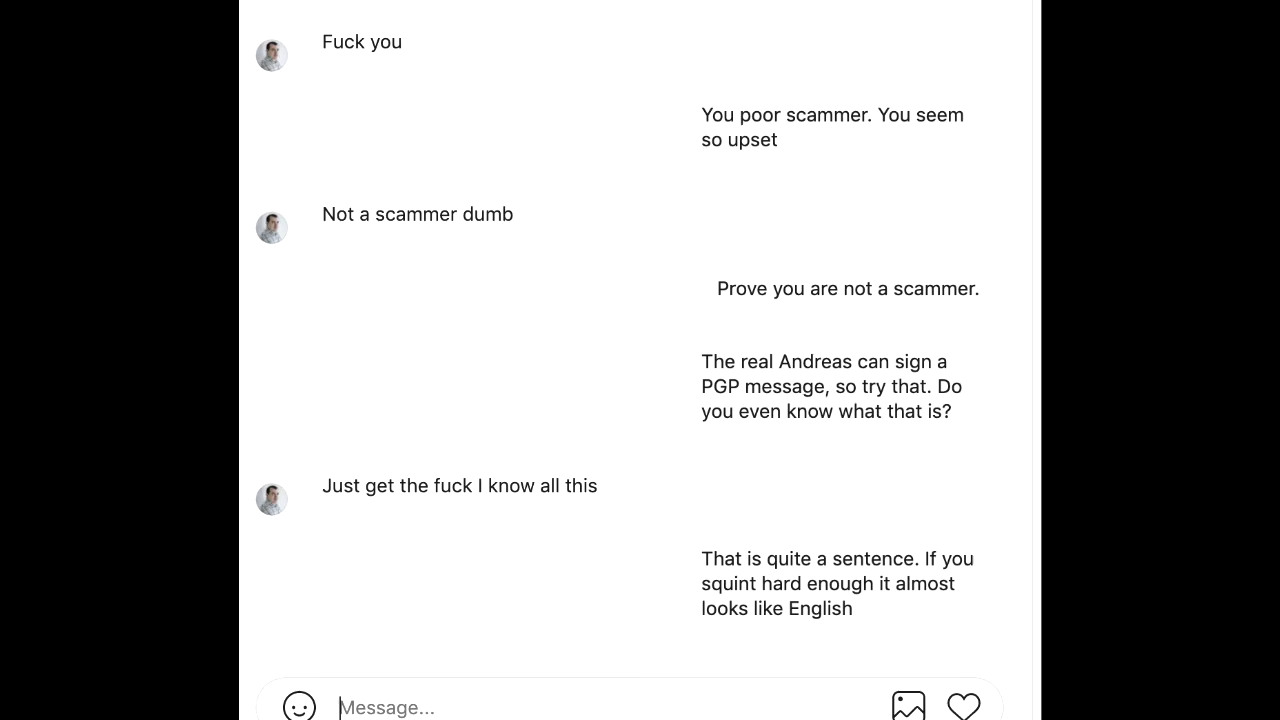 Fuck you
You poor scammer. You seem
so upset
Not a scammer dumb
Prove you are not a scammer.
The real Andreas can sign a
PGP message, so try that. Do
you even know what that is?
Just get the fuck I know all this
That is quite a sentence. If you
squint hard enough it almost
looks like English
Message...